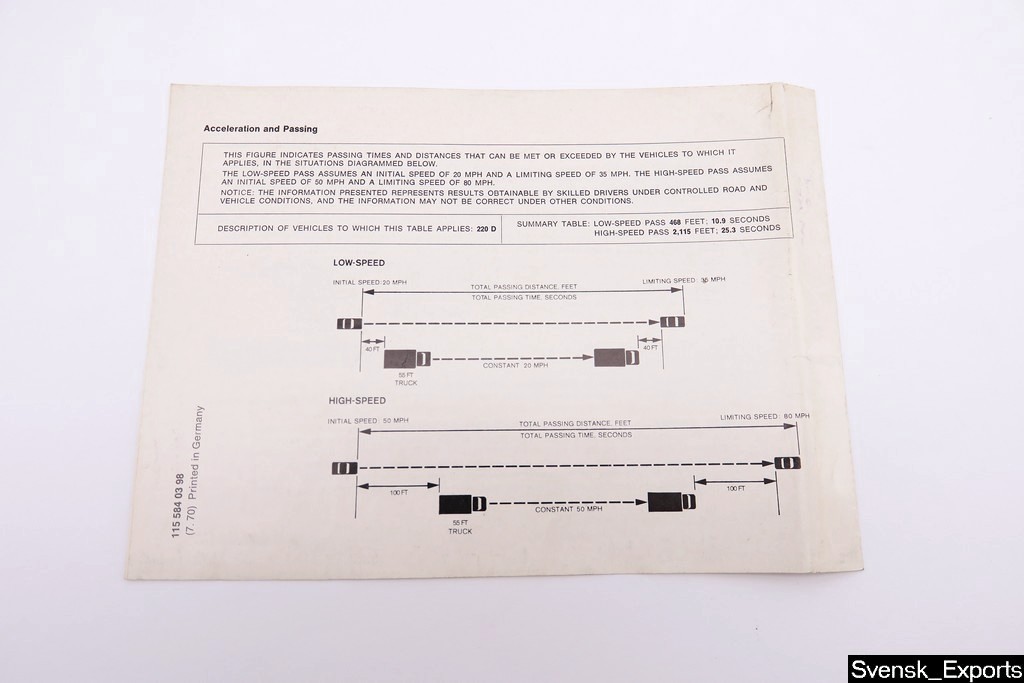 Acceleration and Passing
THIS FIGURE INDICATES PASSING TIMES AND DISTANCES THAT CAN BE MET OR EXCEEDED BY THE VEHICLES TO WHICH IT
APPLIES, IN THE SITUATIONS DIAGRAMMED BELOW.
THE LOW-SPEED PASS ASSUMES AN INITIAL SPEED OF 20 MPH AND A LIMITING SPEED OF 35 MPH. THE HIGH-SPEED PASS ASSUMES
AN INITIAL SPEED OF 50 MPH AND A LIMITING SPEED OF 80 MPH.
NOTICE: THE INFORMATION PRESENTED REPRESENTS RESULTS OBTAINABLE BY SKILLED DRIVERS UNDER CONTROLLED ROAD AND
VEHICLE CONDITIONS, AND THE INFORMATION MAY NOT BE CORRECT UNDER OTHER CONDITIONS.
DESCRIPTION OF VEHICLES TO WHICH THIS TABLE APPLIES: 220 D
SUMMARY TABLE: LOW-SPEED PASS 468 FEET; 10.9 SECONDS
HIGH-SPEED PASS 2,115 FEET; 25.3 SECONDS
LOW-SPEED
INITIAL SPEED: 20 MPH
LIMITING SPEED: 35 MPH
TOTAL PASSING DISTANCE, FEET
TOTAL PASSING TIME, SECONDS
40 FT
40 FT
CONSTANT 20 MPH
55 FT
TRUCK
HIGH-SPEED
INITIAL SPEED: 50 MPH
LIMITING SPEED: 80 MPH
TOTAL PASSING DISTANCE, FEET
TOTAL PASSING TIME, SECONDS
100 FT
100 FT
CONSTANT 50 MPH
55 FT
TRUCK
115 584 03 98
(7. 70) Printed in Germany
Svensk_Exports